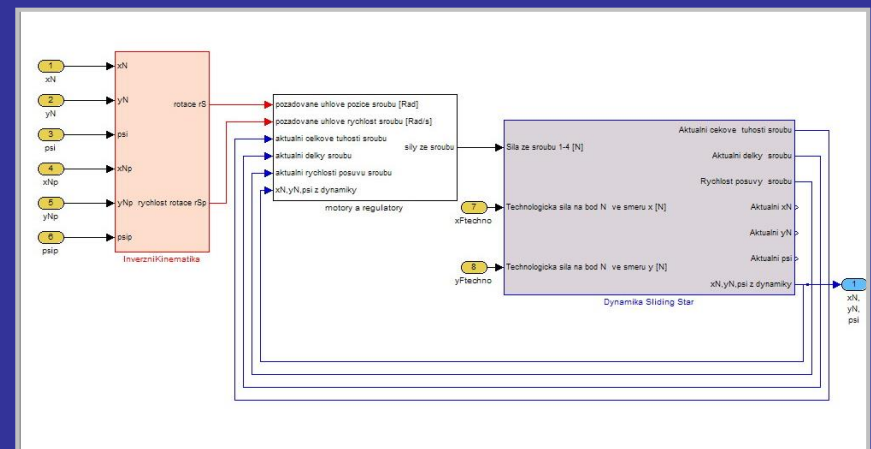 1
xN
2
yN
3
psi
4
xNp
5
yNp
6
psip
xN
yN
psi
xNp
yNp
psip
rotace rS
rychlost rotace rSp
InverzniKinematika
pozadovane uhlove pozice sroubu [Rad]
pozadovane uhlove rychlost sroubu [Rad/s]
aktualni celkove tuhosti sroubu
aktualni delky sroubu
aktualni rychlosti posuvu sroubu
xN,yN,psi z dynamiky
sily ze sroubu
motory a regulatory
7
xFtechno
8
yFtechno
Sila ze sroubu 1-4 [N]
Technologicka sila na bod N ve smeru x [N]
Technologicka sila na bod N ve smeru y [N]
Aktualni cekove tuhosti sroubu
Aktualni delky sroubu
Rychlost posuvy sroubu
Aktualni xN
Aktualni yN
Aktualni psi
xN,yN,psi z dynamiky
Dynamika Sliding Star
1
xN,
yN,
psi